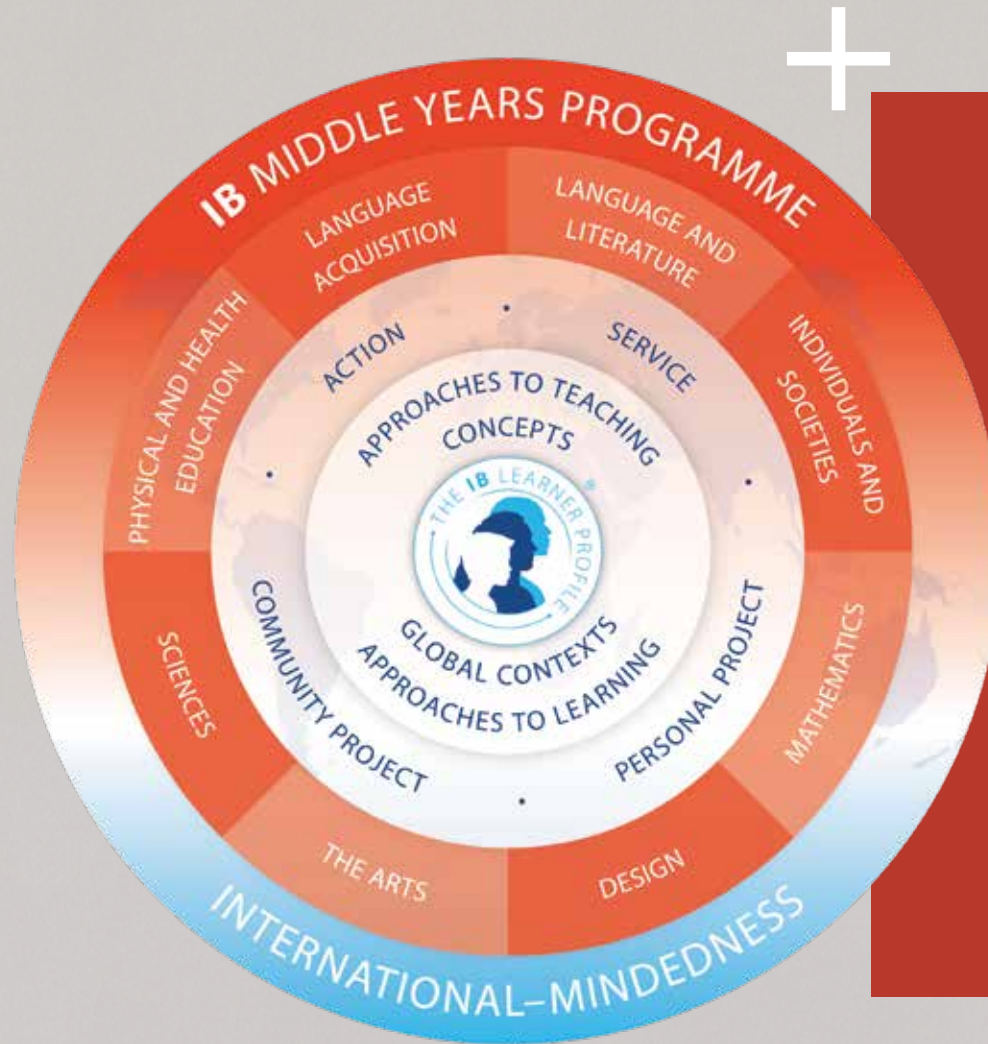 IB MIDDLE YEARS PROGRAMME
LANGUAGE
ACQUISITION
LANGUAGE AND
LITERATURE
INDIVIDUALS AND
SOCIETIES
MATHEMATICS
DESIGN
THE ARTS
SCIENCES
PHYSICAL AND HEALTH
EDUCATION
ACTION
SERVICE
PERSONAL PROJECT
COMMUNITY PROJECT
APPROACHES TO TEACHING
CONCEPTS
THE IB LEARNER PROFILE ®
GLOBAL CONTEXTS
APPROACHES TO LEARNING
INTERNATIONAL–MINDEDNESS